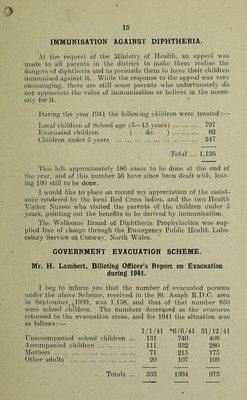 15
IMMUNISATION AGAINST DIPHTHERIA.
At the request of the Ministry of Health, an appeal was
made to all parents in the district to make them realise the
dangers of diphtheria and to persuade them to have their children
immunised against it. While the response to the appeal was very
encouraging, there are still some parents who unfortunately do
not appreciate the value of immunisation or believe in the neces-
sity for it.
During the year 1941 the following children were treated:—
Local children of School age (5—15 years) ......... 797
Evacuated children ( do. ) ......... 82
Children under 5 years ........................ 247
Total ... 1,126
This left approximately 186 cases to be done at the end of
the year, and of this number 56 have since been dealt with, leav-
ing 130 still to be done.
I would like to place on record my appreciation of the assist-
ance rendered by the local Red Cross ladies, and the two Health
Visitor Nurses who visited the parents of the children under 5
years, pointing out the benefits to be derived by immunisation.
The Wellcome Brand of Diphtheria Prophylactics was sup-
plied free of charge through the Emergency Public Health Labo-
ratory Service at Conway, North Wales.
GOVERNMENT EVACUATION SCHEME.
Mr. H. Lambert, Billeting Officer's Report on Evacuation
during 1941.
I beg to inform you that the number of evacuated persons
under the above Scheme, received in the St. Asaph R.D.C. area
in September, 1939, was 1,138, and that of that number 850
were school children. The numbers decreased as the evacuees
returned to the evacuation areas, and for 1941 the situation was
as follows:—
1/1/41 *6/6/41 31/12/41
Unaccompanied school children ... 131 740 409
Accompanied children ............ 111 332 280
Mothers ........................ 71 215 175
Other adults .................. 20 107 109
Totals ... 333 1394 973